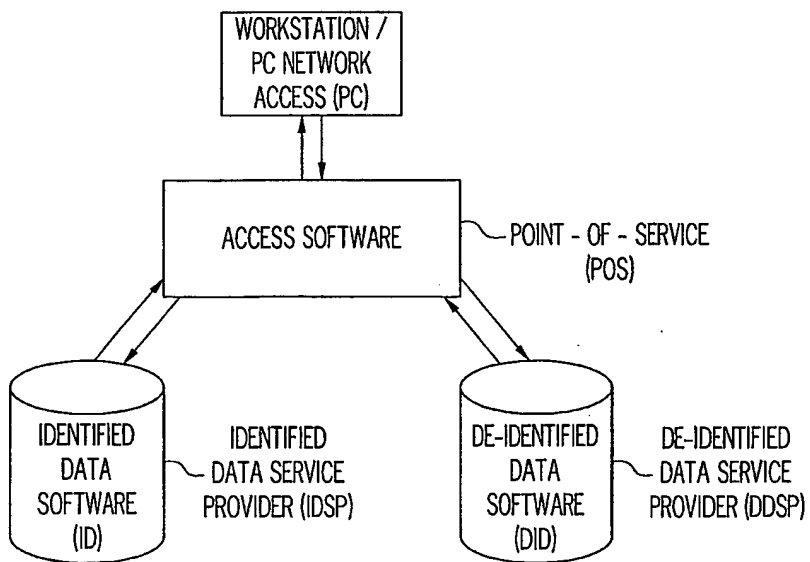 WORKSTATION /
PC NETWORK
ACCESS (PC)
ACCESS SOFTWARE
POINT - OF - SERVICE
(POS)
IDENTIFIED
DATA
SOFTWARE
(ID)
IDENTIFIED
DATA SERVICE
PROVIDER (IDSP)
DE-IDENTIFIED
DATA
SOFTWARE
(DID)
DE-IDENTIFIED
DATA SERVICE
PROVIDER (DDSP)